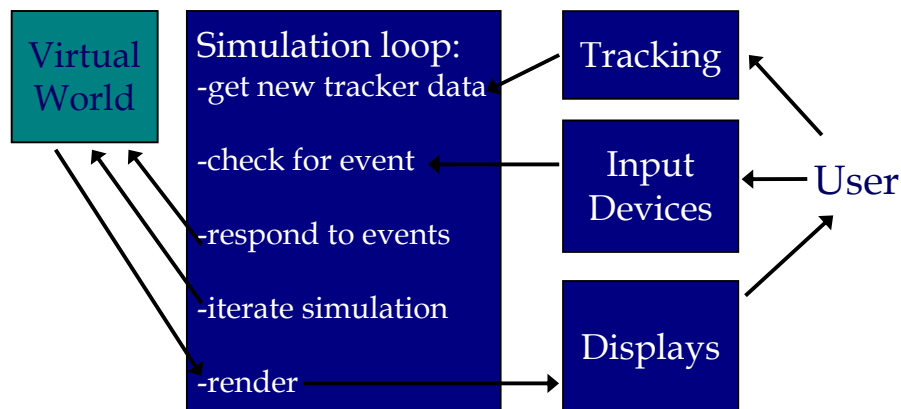 Virtual
World
Simulation loop:
-get new tracker data
-check for event
-respond to events
-iterate simulation
-render
Tracking
Input
Devices
Displays
User